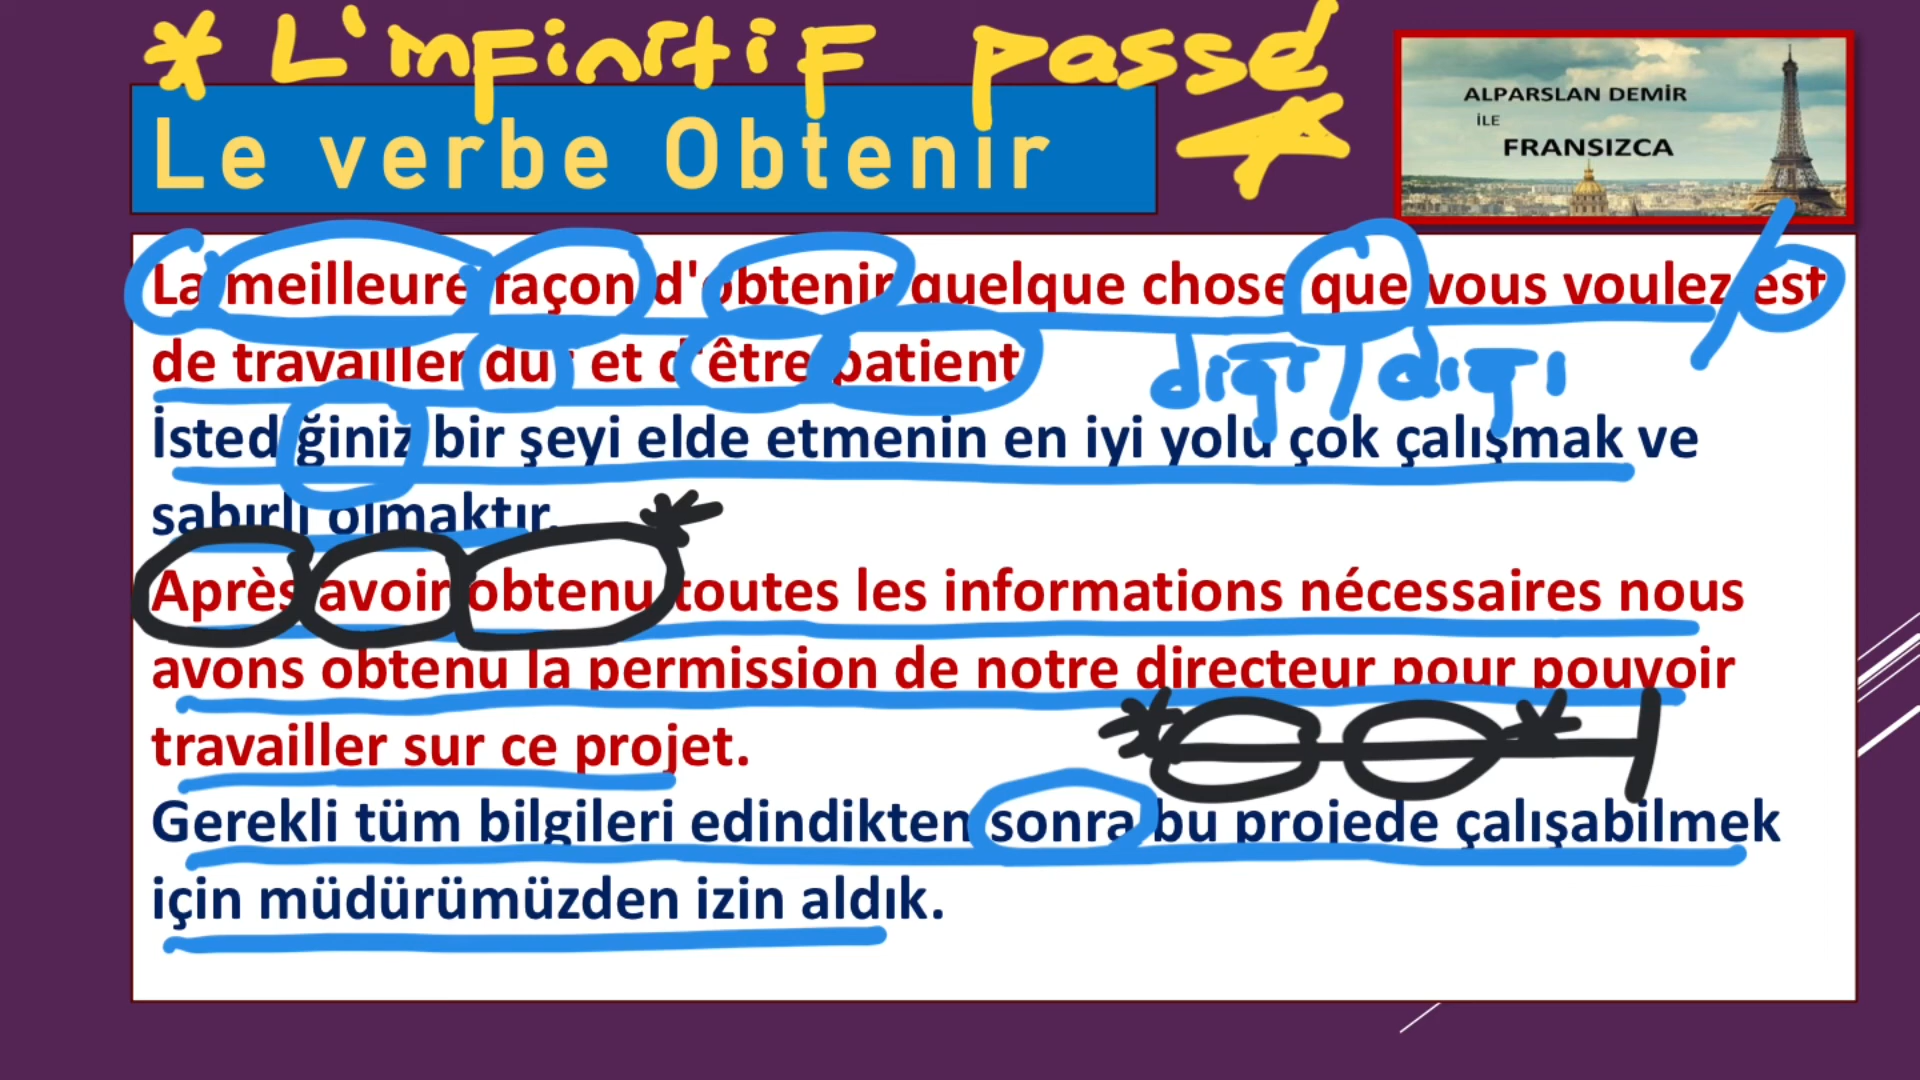 * L'nfinitif passé *
Le verbe Obtenir
ALPARSLAN DEMİR
İLE
FRANSIZCA
La meilleure façon d'obtenir quelque chose que vous voulez est
de travailler dur et d'être patient
diği / dığı
İstediğiniz bir şeyi elde etmenin en iyi yolu çok çalışmak ve
sabırlı olmaktır.
Après avoir obtenu toutes les informations nécessaires nous
avons obtenu la permission de notre directeur pour pouvoir
travailler sur ce projet.
Gerekli tüm bilgileri edindikten sonra bu projede çalışabilmek
için müdürümüzden izin aldık.